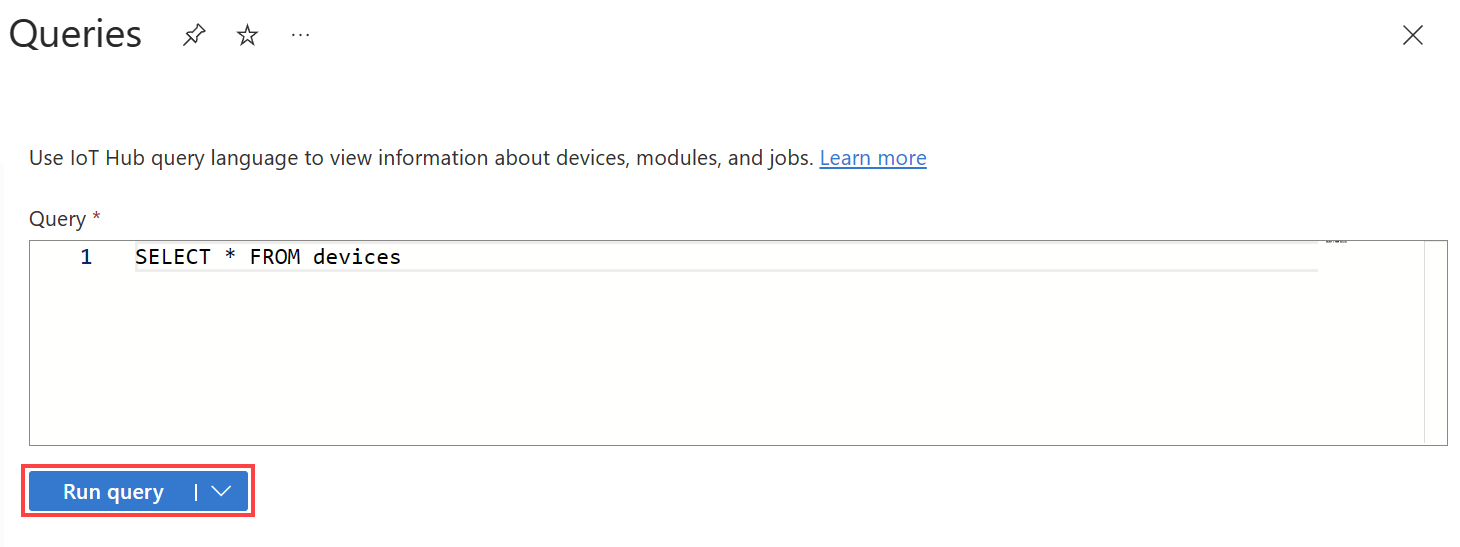 Queries
Use IoT Hub query language to view information about devices, modules, and jobs. Learn more
Query *
1 SELECT * FROM devices
Run query